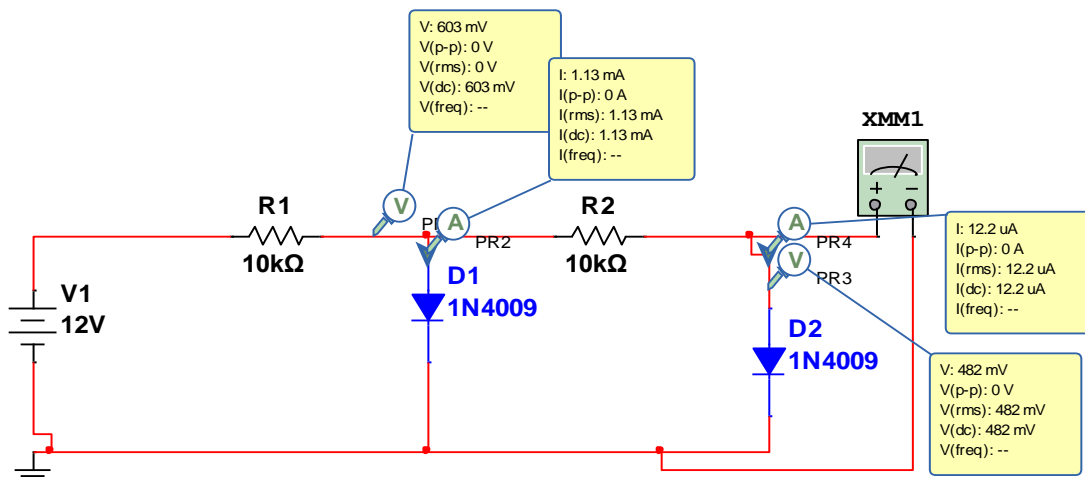 V: 603 mV
V(p-p): 0 V
V(rms): 0 V
V(dc): 603 mV
V(freq): --
I: 1.13 mA
I(p-p): 0 A
I(rms): 1.13 mA
I(dc): 1.13 mA
I(freq): --
XMM1
+ −
V
A
PR2
A
PR4
V
PR3
R1
10kΩ
R2
10kΩ
I: 12.2 uA
I(p-p): 0 A
I(rms): 12.2 uA
I(dc): 12.2 uA
I(freq): --
V1
12V
D1
1N4009
D2
1N4009
V: 482 mV
V(p-p): 0 V
V(rms): 482 mV
V(dc): 482 mV
V(freq): --